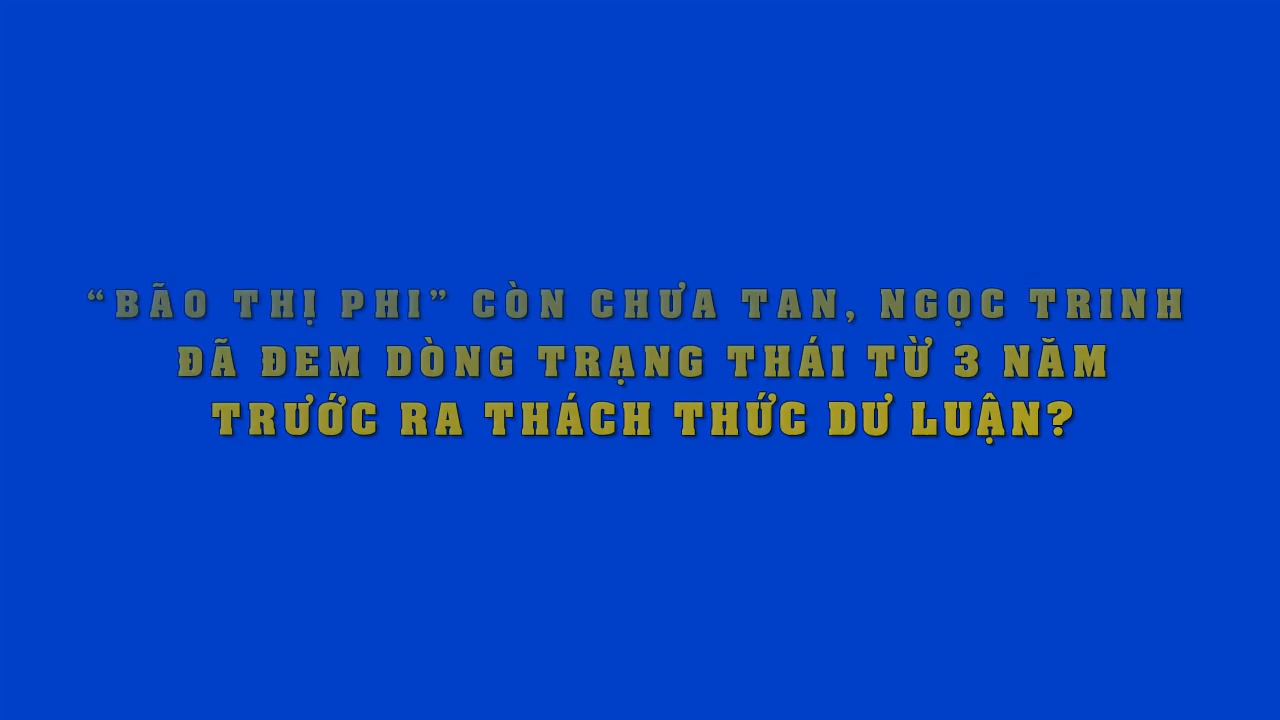 “BÃO THỊ PHI” CÒN CHƯA TAN, NGỌC TRINH
ĐÃ ĐEM DÒNG TRẠNG THÁI TỪ 3 NĂM
TRƯỚC RA THÁCH THỨC DƯ LUẬN?